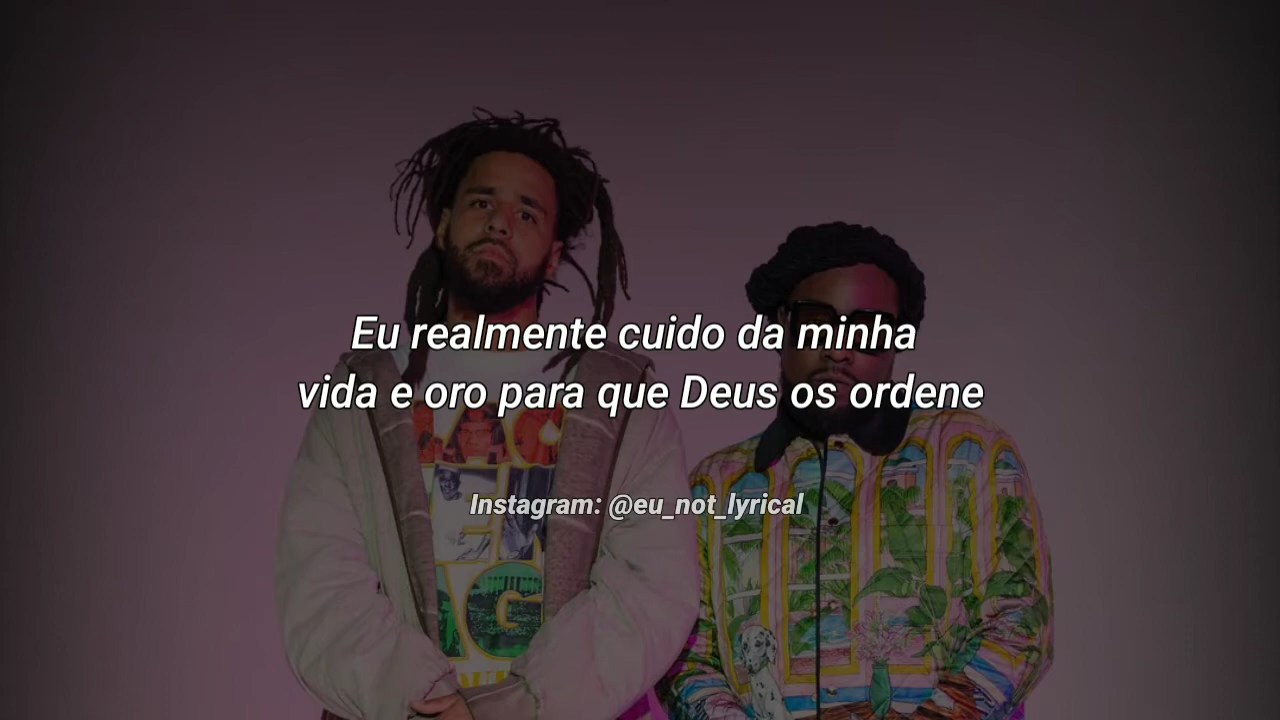 Eu realmente cuido da minha
vida e oro para que Deus os ordene
Instagram: @eu_not_lyrical